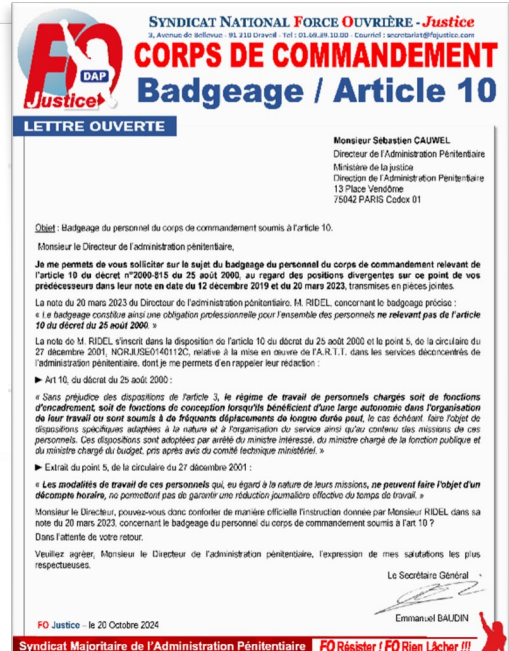 SYNDICAT NATIONAL FORCE OUVRIÈRE - Justice
3, Avenue de Bellevue - 91 210 Draveil - Tel : 01.69.39.10.00 - Courriel : secretariat@fojustice.com
FO
DAP
Justice
CORPS DE COMMANDEMENT
Badgeage / Article 10
LETTRE OUVERTE
Monsieur Sébastien CAUWEL
Directeur de l'Administration Pénitentiaire
Ministère de la justice
Direction de l'Administration Pénitentiaire
13 Place Vendôme
75042 PARIS Cedex 01
Objet : Badgeage du personnel du corps de commandement soumis à l'article 10.
Monsieur le Directeur de l'administration pénitentiaire,
Je me permets de vous solliciter sur le sujet du badgeage du personnel du corps de commandement relevant de
l'article 10 du décret n°2000-815 du 25 août 2000, au regard des positions divergentes sur ce point de vos
prédécesseurs dans leur note en date du 12 décembre 2019 et du 20 mars 2023, transmises en pièces jointes.
La note du 20 mars 2023 du Directeur de l'administration pénitentiaire, M. RIDEL, concernant le badgeage précise :
« Le badgeage constitue ainsi une obligation professionnelle pour l'ensemble des personnels ne relevant pas de l'article
10 du décret du 25 août 2000. »
La note de M. RIDEL s'inscrit dans la disposition de l'article 10 du décret du 25 août 2000 et le point 5, de la circulaire du
27 décembre 2001, NORJUSE0140112C, relative à la mise en œuvre de l'A.R.T.T. dans les services déconcentrés de
l'administration pénitentiaire, dont je me permets d'en rappeler leur rédaction :
► Art 10, du décret du 25 août 2000 :
« Sans préjudice des dispositions de l'article 3, le régime de travail de personnels chargés soit de fonctions
d'encadrement, soit de fonctions de conception lorsqu'ils bénéficient d'une large autonomie dans l'organisation
de leur travail ou sont soumis à de fréquents déplacements de longue durée peut, le cas échéant, faire l'objet de
dispositions spécifiques adaptées à la nature et à l'organisation du service ainsi qu'au contenu des missions de ces
personnels. Ces dispositions sont adoptées par arrêté du ministre intéressé, du ministre chargé de la fonction publique et
du ministre chargé du budget, pris après avis du comité technique ministériel. »
► Extrait du point 5, de la circulaire du 27 décembre 2001 :
« Les modalités de travail de ces personnels qui, eu égard à la nature de leurs missions, ne peuvent faire l'objet d'un
décompte horaire, ne permettent pas de garantir une réduction journalière effective du temps de travail. »
Monsieur le Directeur, pouvez-vous donc conforter de manière officielle l'instruction donnée par Monsieur RIDEL dans sa
note du 20 mars 2023, concernant le badgeage du personnel du corps de commandement soumis à l'art 10 ?
Dans l'attente de votre retour.
Veuillez agréer, Monsieur le Directeur de l'administration pénitentiaire, l'expression de mes salutations les plus
respectueuses.
Le Secrétaire Général
Emmanuel BAUDIN
FO Justice – le 20 Octobre 2024
Syndicat Majoritaire de l'Administration Pénitentiaire FO Résister ! FO Rien Lâcher !!!